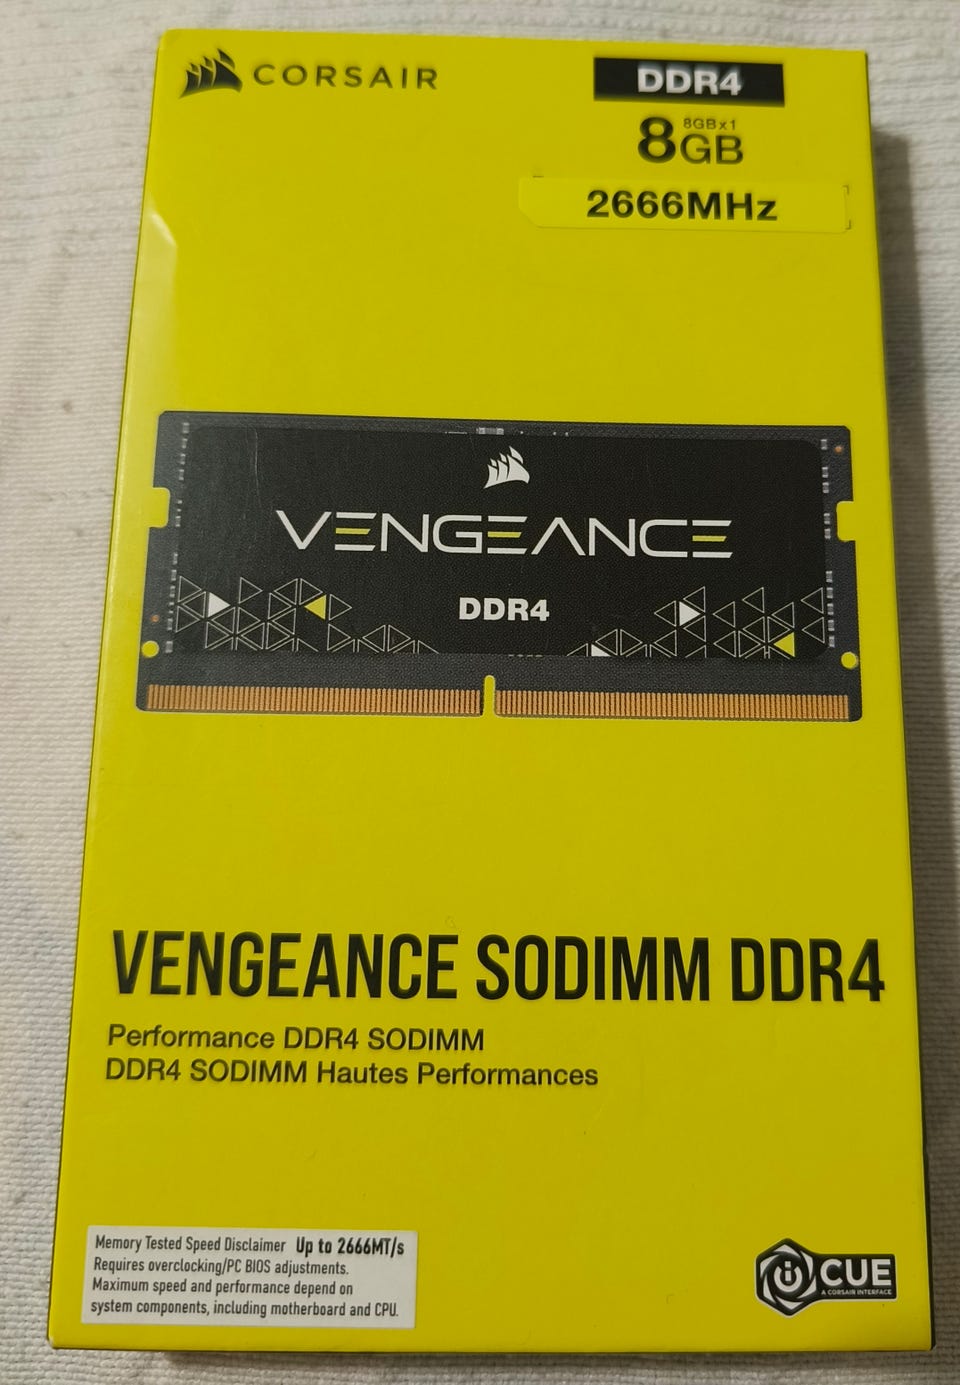 CORSAIR
DDR4
8GBx1
8GB
2666MHz
VENGEANCE
DDR4
VENGEANCE SODIMM DDR4
Performance DDR4 SODIMM
DDR4 SODIMM Hautes Performances
Memory Tested Speed Disclaimer Up to 2666MT/s
Requires overclocking/PC BIOS adjustments.
Maximum speed and performance depend on
system components, including motherboard and CPU.
iCUE
A CORSAIR INTERFACE